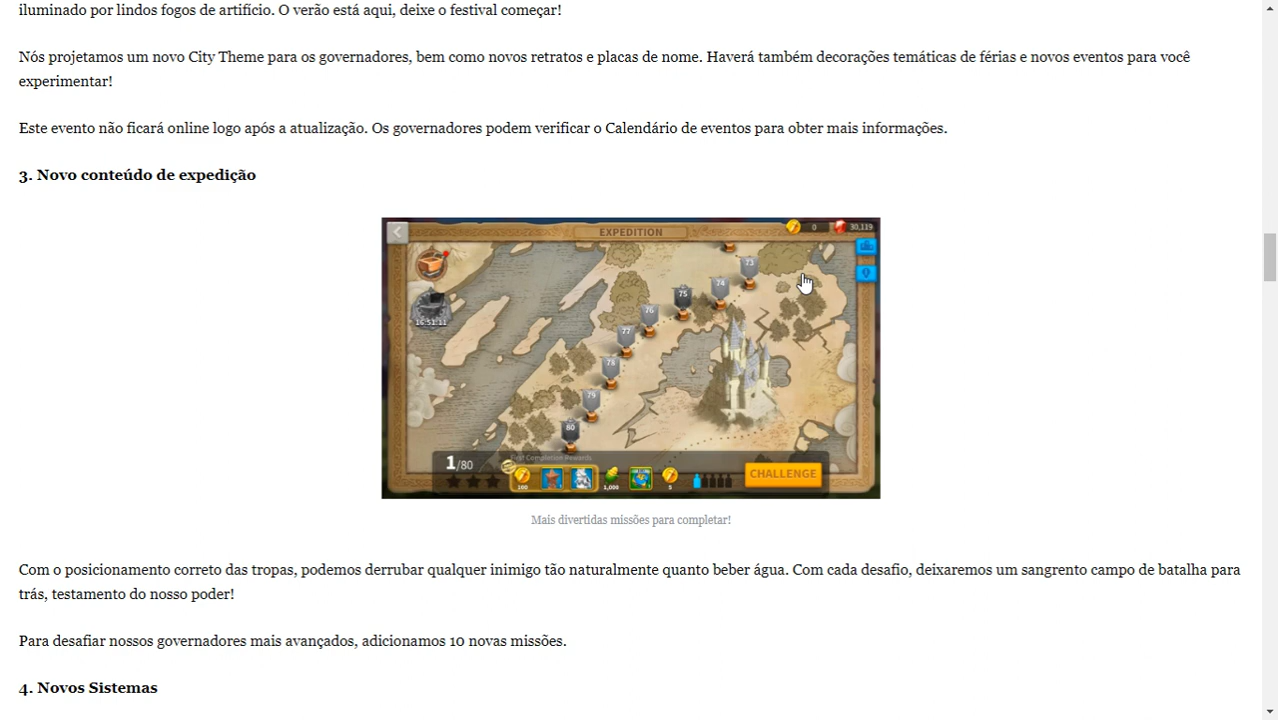 iluminado por lindos fogos de artifício. O verão está aqui, deixe o festival começar!
Nós projetamos um novo City Theme para os governadores, bem como novos retratos e placas de nome. Haverá também decorações temáticas de férias e novos eventos para você
experimentar!
Este evento não ficará online logo após a atualização. Os governadores podem verificar o Calendário de eventos para obter mais informações.
3. Novo conteúdo de expedição
EXPEDITION
0 30,119
73
74
75
76
16:51:11
77
78
79
80
First Completion Rewards
1/80
CHALLENGE
100 1,000 5
Mais divertidas missões para completar!
Com o posicionamento correto das tropas, podemos derrubar qualquer inimigo tão naturalmente quanto beber água. Com cada desafio, deixaremos um sangrento campo de batalha para
trás, testamento do nosso poder!
Para desafiar nossos governadores mais avançados, adicionamos 10 novas missões.
4. Novos Sistemas